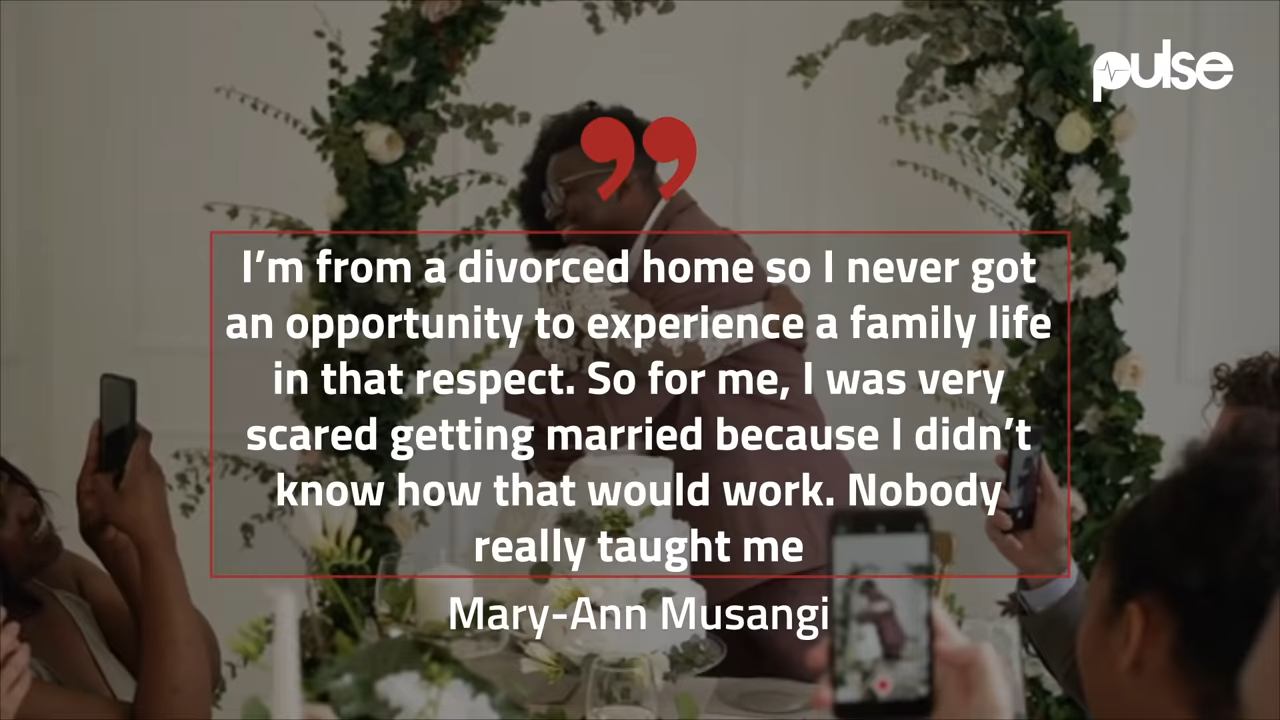 pulse
”
I’m from a divorced home so I never got
an opportunity to experience a family life
in that respect. So for me, I was very
scared getting married because I didn’t
know how that would work. Nobody
really taught me
Mary-Ann Musangi